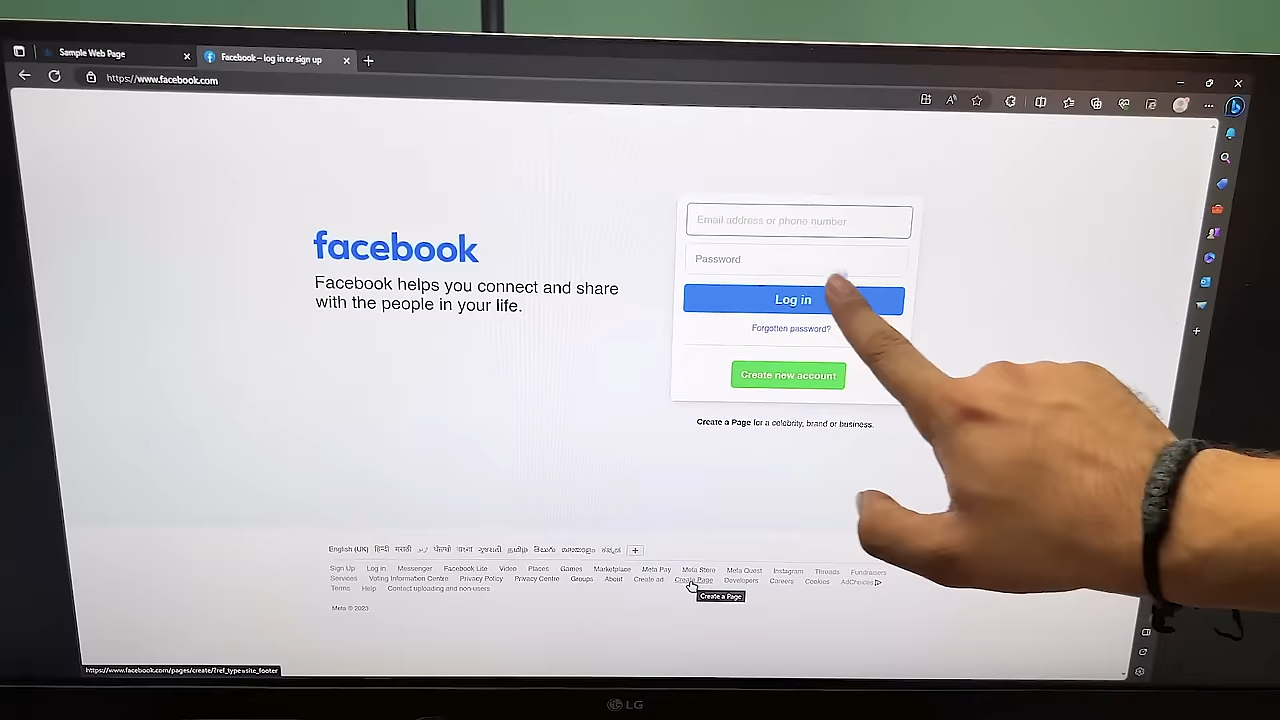 Sample Web Page
Facebook – log in or sign up
https://www.facebook.com
facebook
Facebook helps you connect and share
with the people in your life.
Email address or phone number
Password
Log in
Forgotten password?
Create new account
Create a Page for a celebrity, brand or business.
English (UK) हिन्दी मराठी اردو ਪੰਜਾਬੀ বাংলা ગુજરાતી தமிழ் తెలుగు മലയാളം ಕನ್ನಡ +
Sign Up Log in Messenger Facebook Lite Video Places Games Marketplace Meta Pay Meta Store Meta Quest Instagram Threads Fundraisers
Services Voting Information Centre Privacy Policy Privacy Centre Groups About Create ad Create Page Developers Careers Cookies AdChoices
Terms Help Contact uploading and non-users
Create a Page
Meta © 2023
https://www.facebook.com/pages/create/?ref_type=site_footer
LG